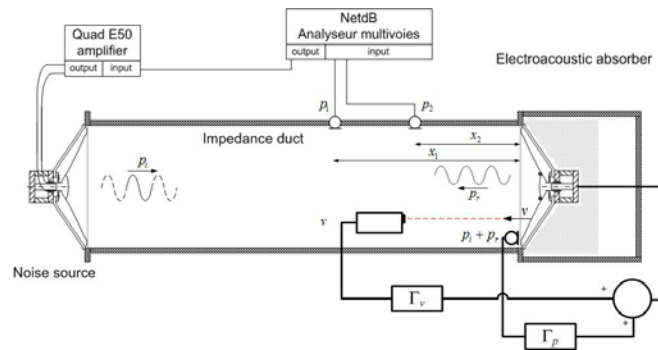 NetdB
Analyseur multivoies
output input
Quad E50
amplifier
output input
Electroacoustic absorber
p₁
p₂
Impedance duct
x₂
x₁
pᵢ
pᵣ
v
v
pᵢ + pᵣ
Noise source
Γᵥ
+
+
Γₚ